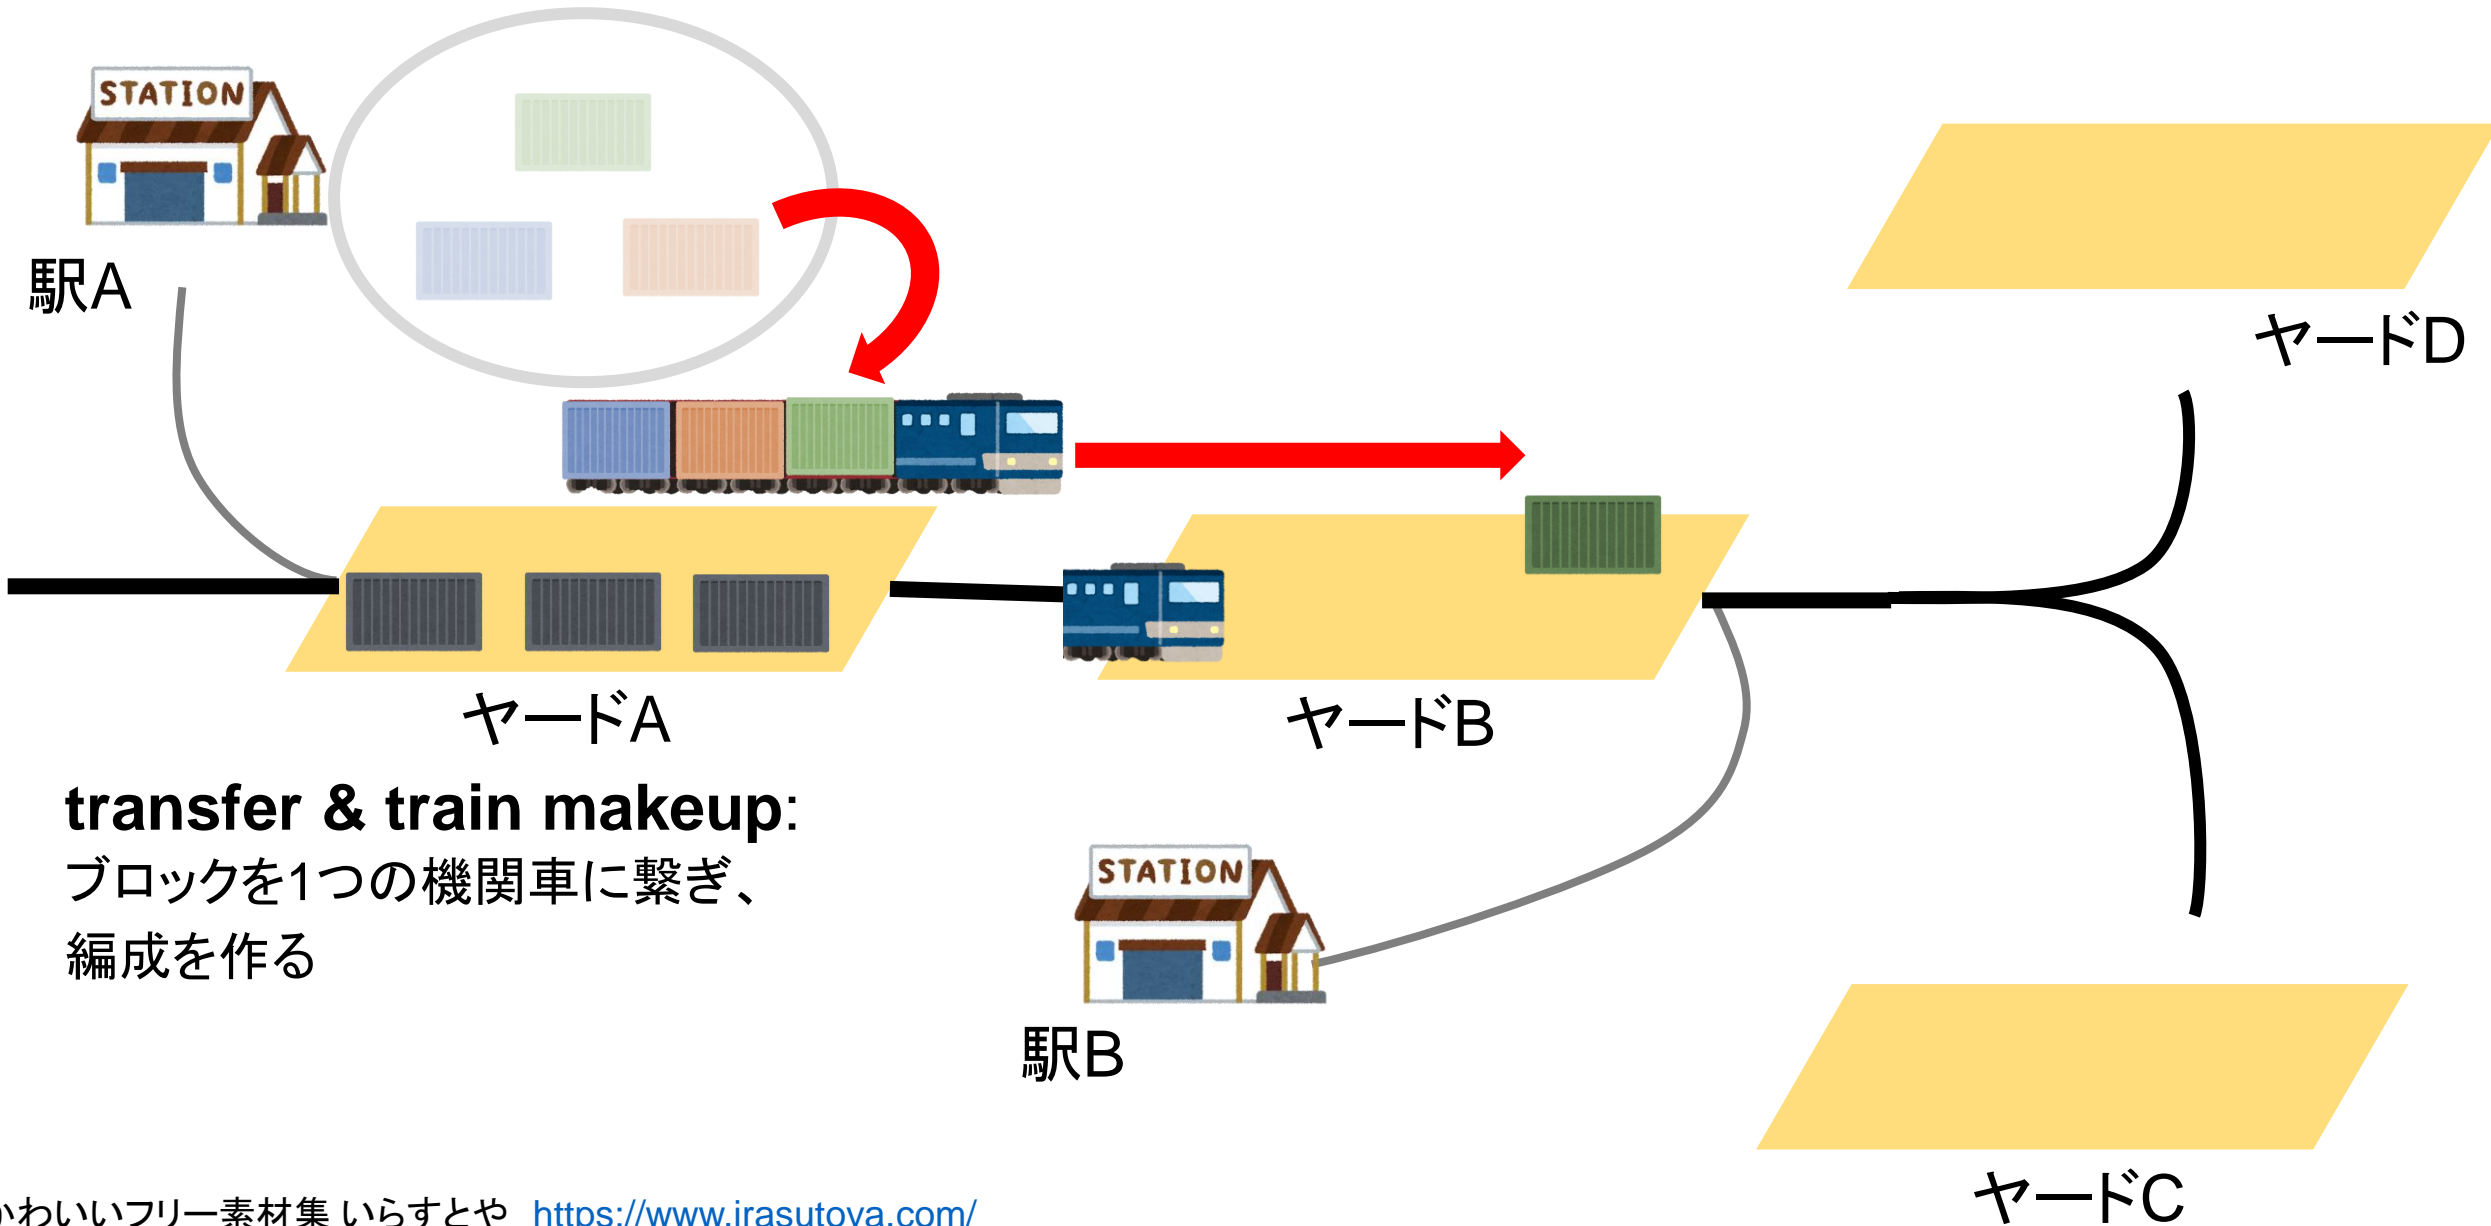 STATION
駅A
ヤードD
ヤードA
ヤードB
transfer & train makeup:
ブロックを1つの機関車に繋ぎ、
編成を作る
STATION
駅B
ヤードC
かわいいフリー素材集 いらすとや https://www.irasutoya.com/